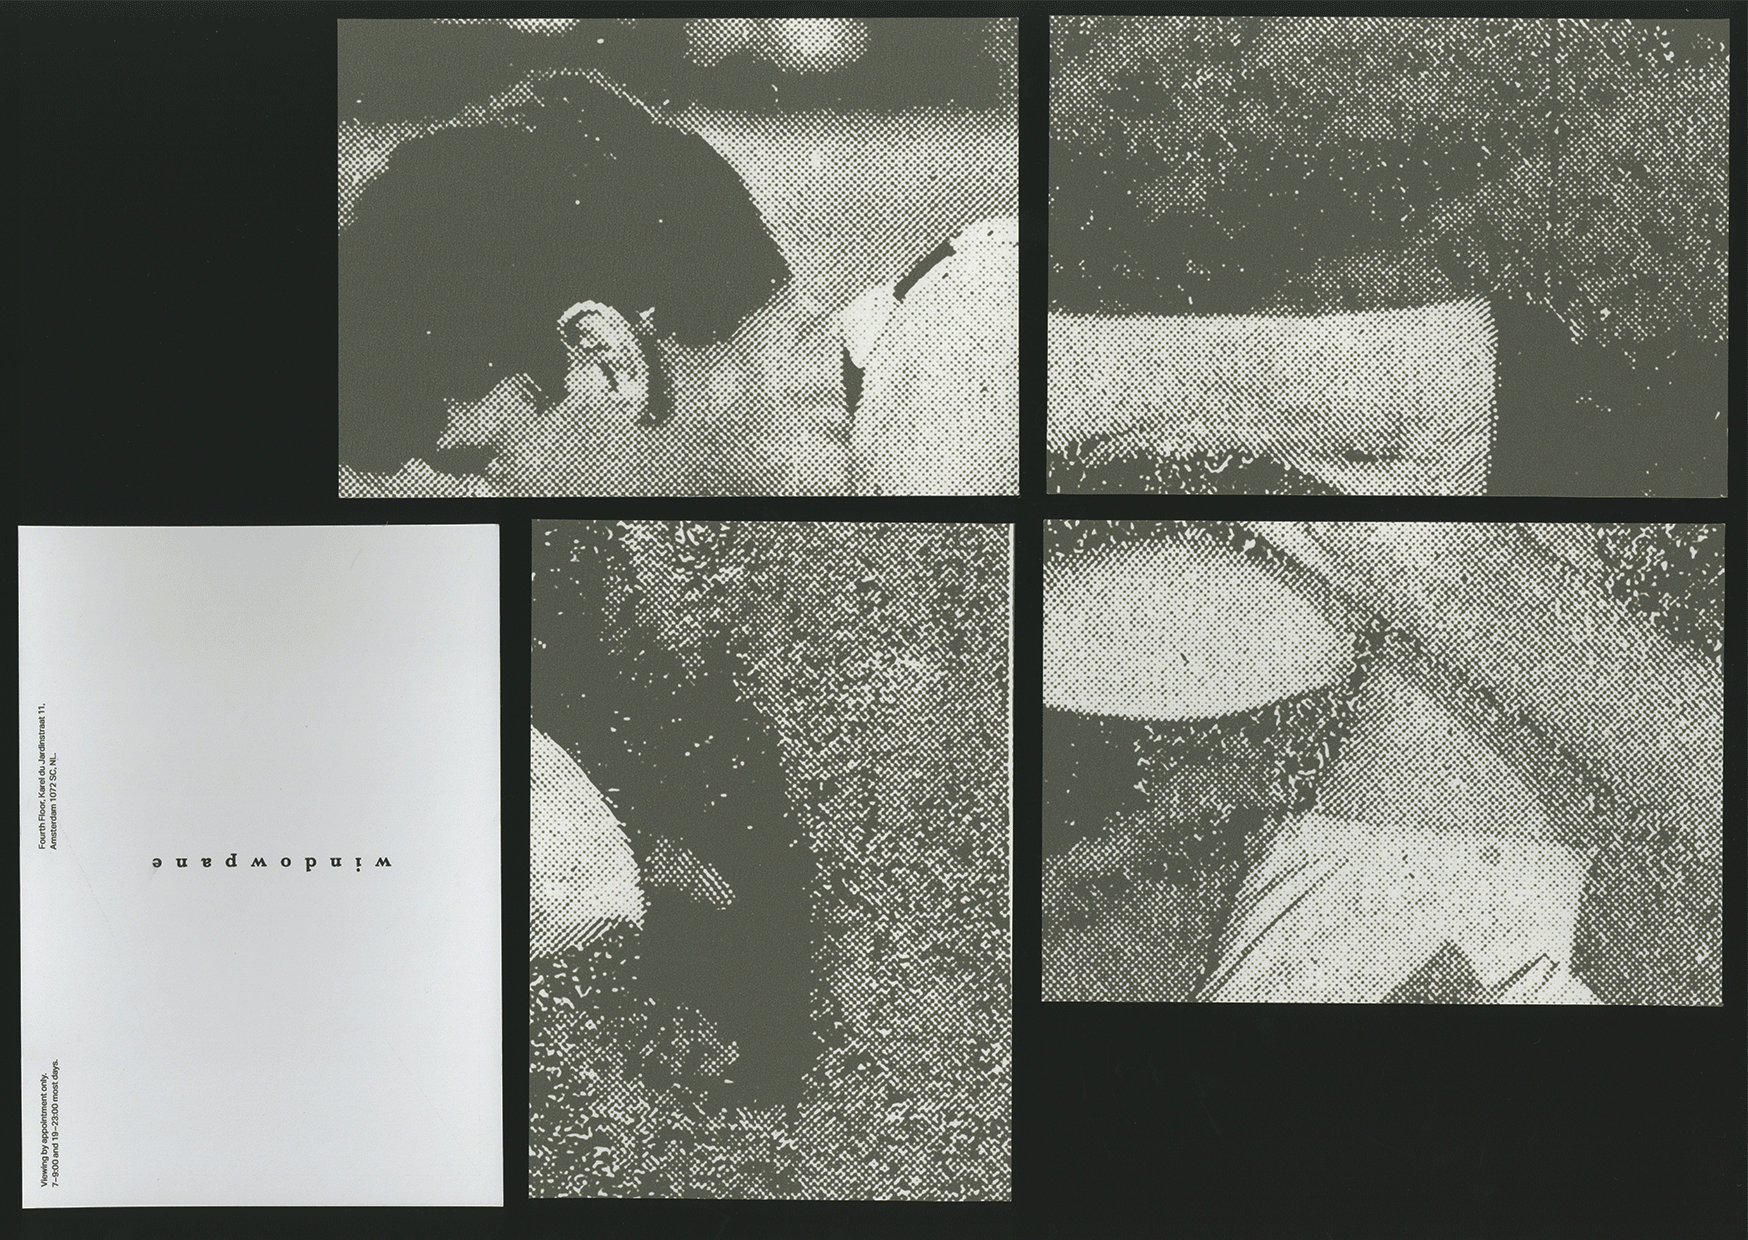 Fourth Floor, Karel du Jardinstraat 11,
Amsterdam 1072 SC, NL.
windowpane
Viewing by appointment only.
7–9:00 and 19–23:00 most days.